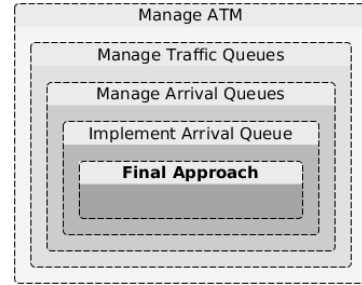 Manage ATM
Manage Traffic Queues
Manage Arrival Queues
Implement Arrival Queue
Final Approach